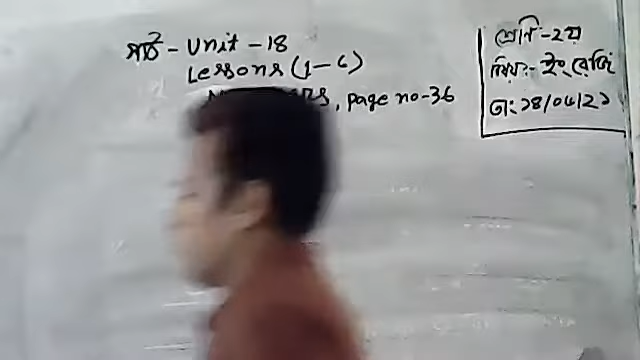 পাঠ - Unit - 18
Lessons (1-6)
, page no-36
শ্রেণি - ২য়
বিষয়:- ইংরেজি
তা: ১৪/০৬/২১